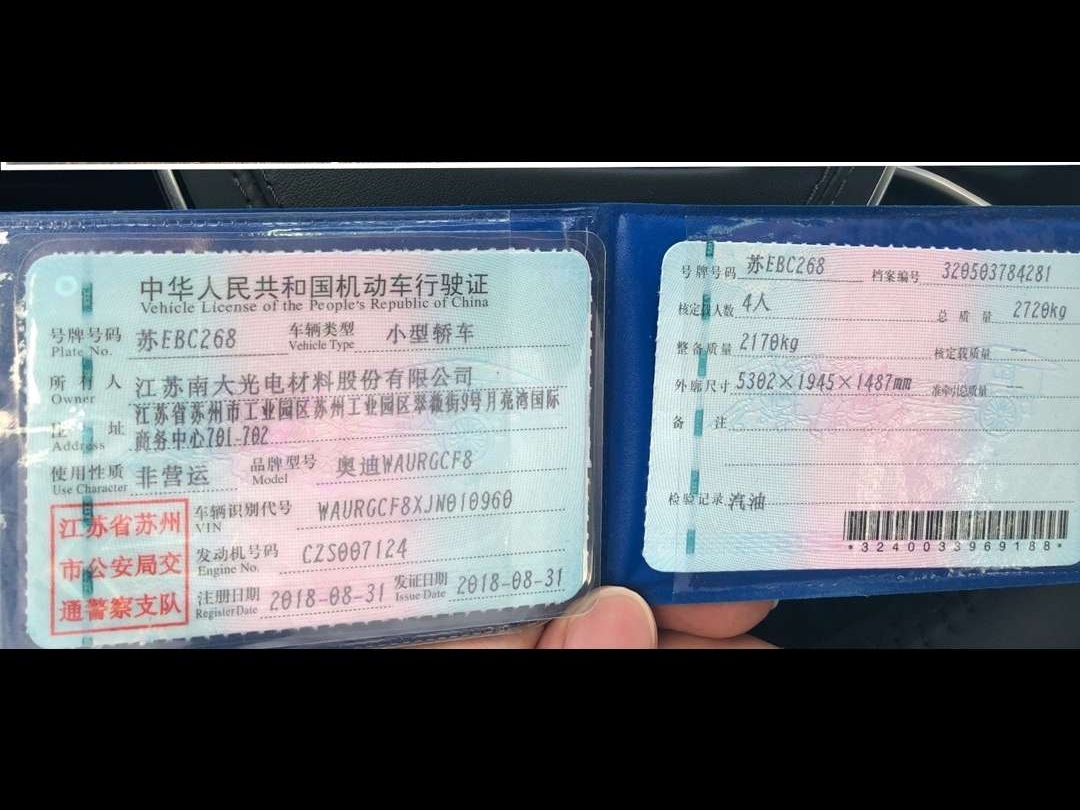 中华人民共和国机动车行驶证
Vehicle License of the People's Republic of China
号牌号码 苏EBC268 车辆类型 小型轿车
Plate No. Vehicle Type
所有人 江苏南大光电材料股份有限公司
Owner
江苏省苏州市工业园区苏州工业园区翠薇街9号月亮湾国际
住址 商务中心701-702
Address
使用性质 非营运 品牌型号 奥迪WAURGCF8
Use Character Model
江苏省苏州
市公安局交
通警察支队
车辆识别代号 WAURGCF8XJN010960
VIN
发动机号码 CZS007124
Engine No.
注册日期 2018-08-31 发证日期 2018-08-31
Register Date Issue Date
号牌号码 苏EBC268 档案编号 320503784281
核定载人数 4人 总质量 2720kg
整备质量 2170kg 核定载质量 --
外廓尺寸 5302×1945×1487mm 准牵引总质量 --
备注
检验记录 汽油
*3240033969188*